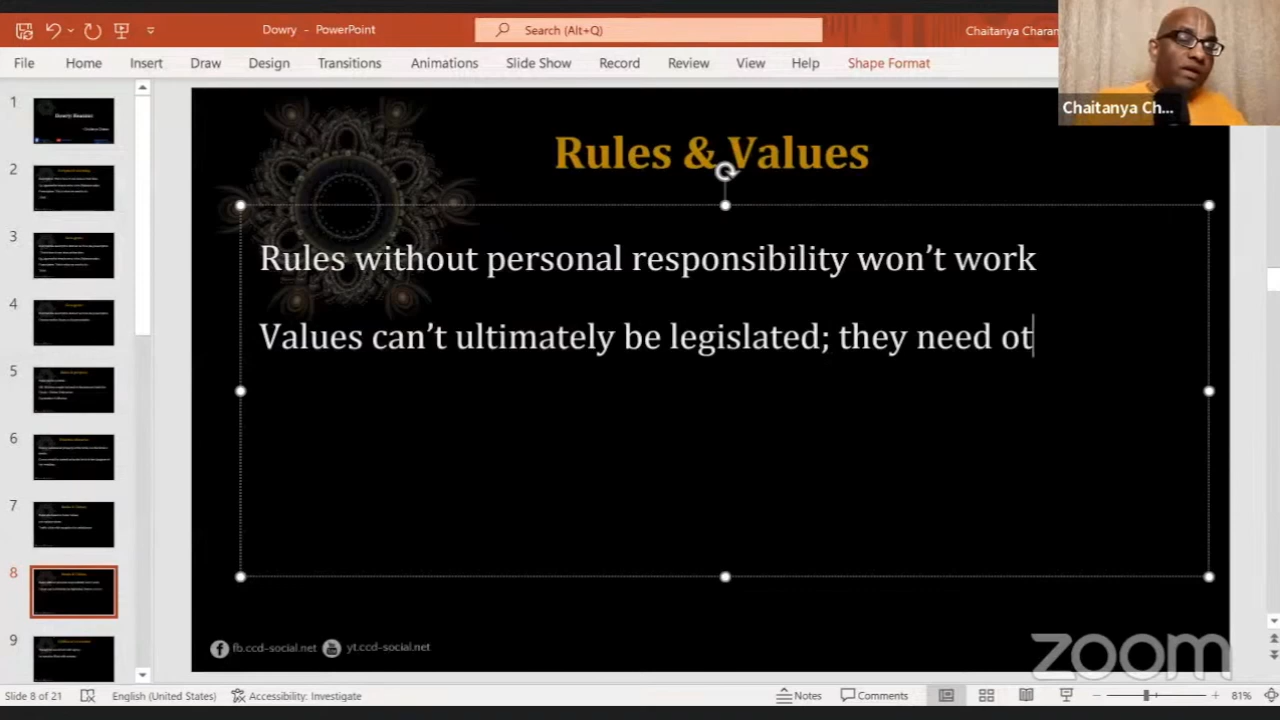 Dowry - PowerPoint
Search (Alt+Q)
Chaitanya Charan
File Home Insert Draw Design Transitions Animations Slide Show Record Review View Help Shape Format
Chaitanya Ch...
1
2
3
4
5
6
7
8
9
Rules & Values
Rules without personal responsibility won’t work
Values can’t ultimately be legislated; they need ot
fb.ccd-social.net yt.ccd-social.net
zoom
Slide 8 of 21 English (United States) Accessibility: Investigate Notes Comments 81%